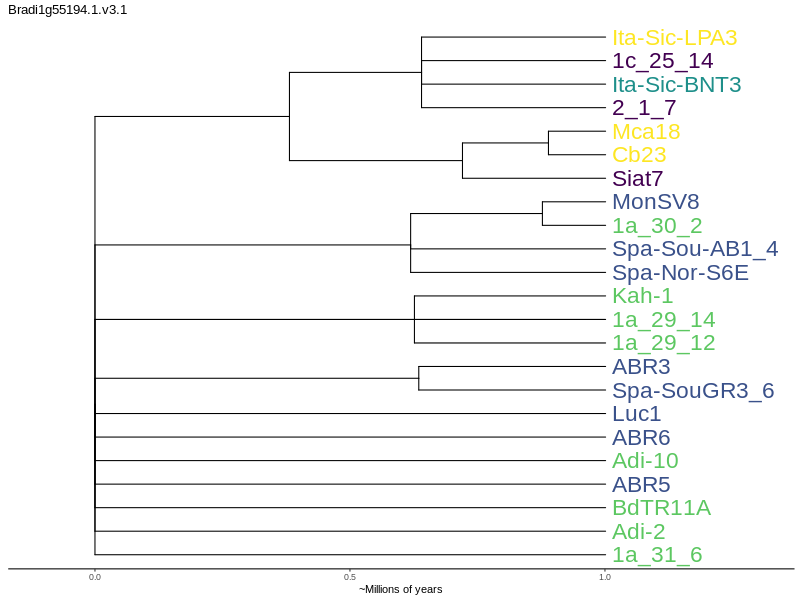 Bradi1g55194.1.v3.1
Ita-Sic-LPA3
1c_25_14
Ita-Sic-BNT3
2_1_7
Mca18
Cb23
Siat7
MonSV8
1a_30_2
Spa-Sou-AB1_4
Spa-Nor-S6E
Kah-1
1a_29_14
1a_29_12
ABR3
Spa-SouGR3_6
Luc1
ABR6
Adi-10
ABR5
BdTR11A
Adi-2
1a_31_6
0.0 0.5 1.0
~Millions of years